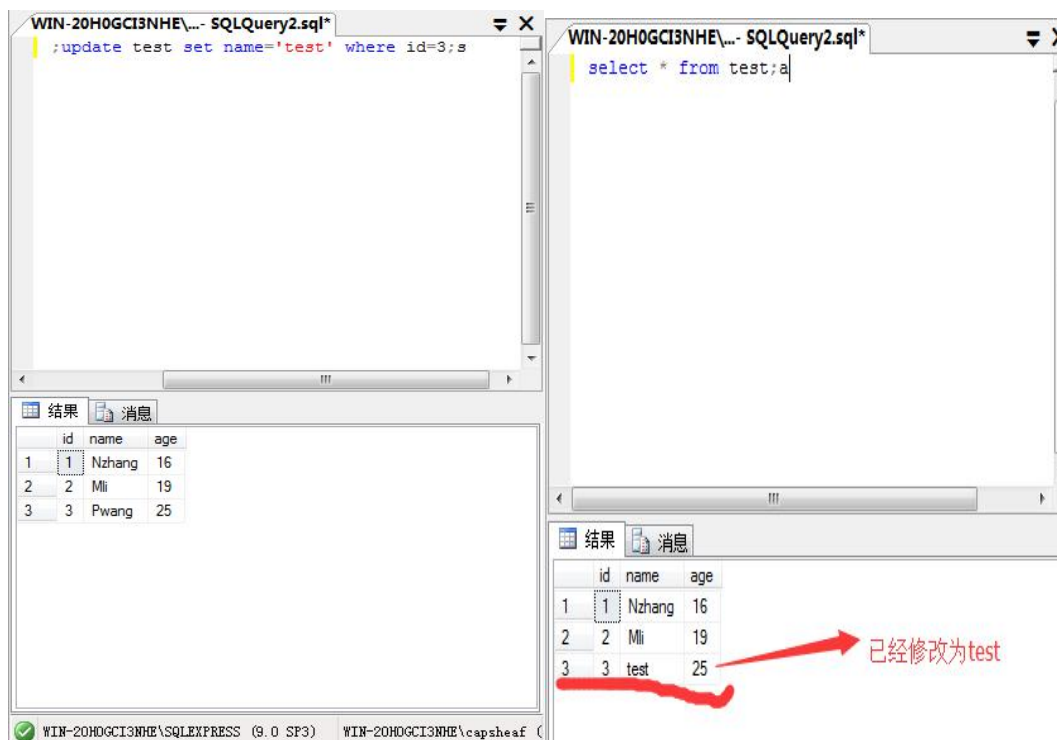 WIN-20H0GCI3NHE\...- SQLQuery2.sql*
;update test set name='test' where id=3;s
结果 消息
id name age
1 1 Nzhang 16
2 2 Mli 19
3 3 Pwang 25
WIN-20H0GCI3NHE\SQLEXPRESS (9.0 SP3) WIN-20H0GCI3NHE\capsheaf (
WIN-20H0GCI3NHE\...- SQLQuery2.sql*
select * from test;a
结果 消息
id name age
1 1 Nzhang 16
2 2 Mli 19
3 3 test 25
已经修改为test